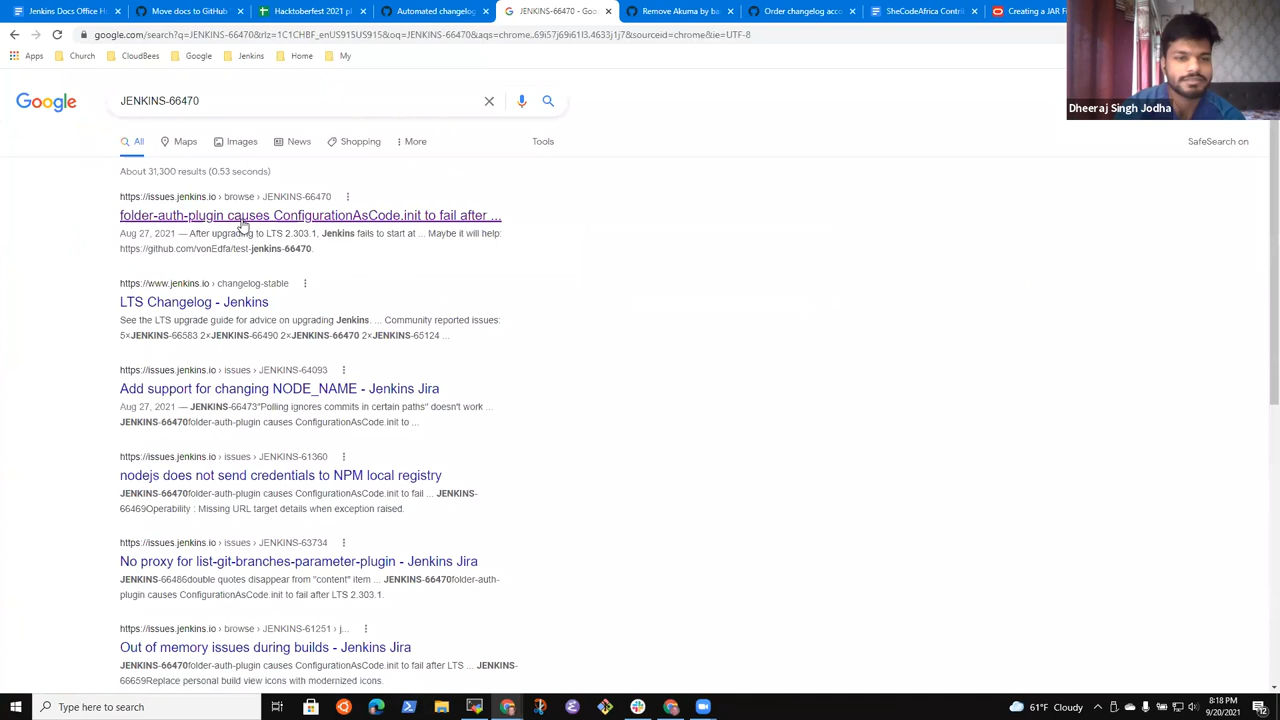 Jenkins Docs Office Ho
Move docs to GitHub
Hacktoberfest 2021 pl
Automated changelog
JENKINS-66470 - Goo
Remove Akuma by ba
Order changelog acco
SheCodeAfrica Contrib
Creating a JAR F
google.com/search?q=JENKINS-66470&rlz=1C1CHBF_enUS915US915&oq=JENKINS-66470&aqs=chrome..69i57j69i61l3.4633j1j7&sourceid=chrome&ie=UTF-8
Apps
Church
CloudBees
Google
Jenkins
Home
My
Dheeraj Singh Jodha
Google
JENKINS-66470
All
Maps
Images
News
Shopping
More
Tools
SafeSearch on
About 31,300 results (0.53 seconds)
https://issues.jenkins.io › browse › JENKINS-66470
folder-auth-plugin causes ConfigurationAsCode.init to fail after ...
Aug 27, 2021 — After upgrading to LTS 2.303.1, Jenkins fails to start at ... Maybe it will help:
https://github.com/vonEdfa/test-jenkins-66470.
https://www.jenkins.io › changelog-stable
LTS Changelog - Jenkins
See the LTS upgrade guide for advice on upgrading Jenkins. ... Community reported issues:
5×JENKINS-66583 2×JENKINS-66490 2×JENKINS-66470 2×JENKINS-65124 ...
https://issues.jenkins.io › issues › JENKINS-64093
Add support for changing NODE_NAME - Jenkins Jira
Aug 27, 2021 — JENKINS-66473"Polling ignores commits in certain paths" doesn't work ...
JENKINS-66470folder-auth-plugin causes ConfigurationAsCode.init to ...
https://issues.jenkins.io › issues › JENKINS-61360
nodejs does not send credentials to NPM local registry
JENKINS-66470folder-auth-plugin causes ConfigurationAsCode.init to fail ... JENKINS-
66469Operability : Missing URL target details when exception raised.
https://issues.jenkins.io › issues › JENKINS-63734
No proxy for list-git-branches-parameter-plugin - Jenkins Jira
JENKINS-66486double quotes disappear from "content" item ... JENKINS-66470folder-auth-
plugin causes ConfigurationAsCode.init to fail after LTS 2.303.1.
https://issues.jenkins.io › browse › JENKINS-61251 › j...
Out of memory issues during builds - Jenkins Jira
JENKINS-66470folder-auth-plugin causes ConfigurationAsCode.init to fail after LTS ... JENKINS-
66659Replace personal build view icons with modernized icons.
Type here to search
61°F Cloudy
8:18 PM
9/20/2021
12